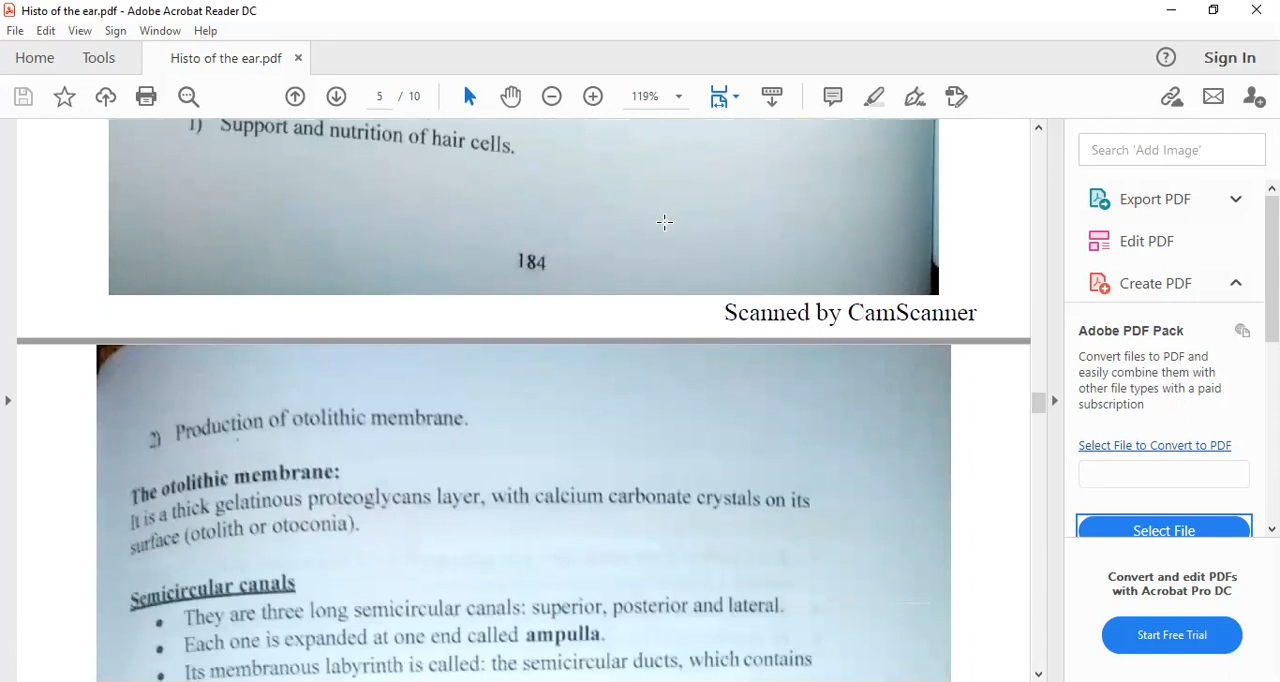 Histo of the ear.pdf - Adobe Acrobat Reader DC
File Edit View Sign Window Help
Home Tools Histo of the ear.pdf × ? Sign In
5 / 10 119%
1) Support and nutrition of hair cells.
184
Scanned by CamScanner
2) Production of otolithic membrane.
The otolithic membrane:
It is a thick gelatinous proteoglycans layer, with calcium carbonate crystals on its
surface (otolith or otoconia).
Semicircular canals
• They are three long semicircular canals: superior, posterior and lateral.
• Each one is expanded at one end called ampulla.
• Its membranous labyrinth is called: the semicircular ducts, which contains
Search 'Add Image'
Export PDF
Edit PDF
Create PDF
Adobe PDF Pack
Convert files to PDF and
easily combine them with
other file types with a paid
subscription
Select File to Convert to PDF
Select File
Convert and edit PDFs
with Acrobat Pro DC
Start Free Trial